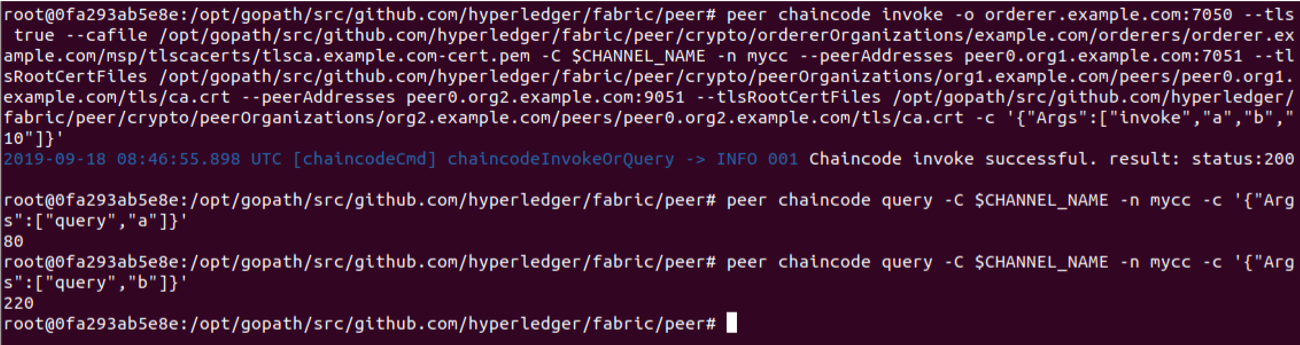 root@0fa293ab5e8e:/opt/gopath/src/github.com/hyperledger/fabric/peer# peer chaincode invoke -o orderer.example.com:7050 --tls
 true --cafile /opt/gopath/src/github.com/hyperledger/fabric/peer/crypto/ordererOrganizations/example.com/orderers/orderer.ex
ample.com/msp/tlscacerts/tlsca.example.com-cert.pem -C $CHANNEL_NAME -n mycc --peerAddresses peer0.org1.example.com:7051 --tl
sRootCertFiles /opt/gopath/src/github.com/hyperledger/fabric/peer/crypto/peerOrganizations/org1.example.com/peers/peer0.org1.
example.com/tls/ca.crt --peerAddresses peer0.org2.example.com:9051 --tlsRootCertFiles /opt/gopath/src/github.com/hyperledger/
fabric/peer/crypto/peerOrganizations/org2.example.com/peers/peer0.org2.example.com/tls/ca.crt -c '{"Args":["invoke","a","b","
10"]}'
2019-09-18 08:46:55.898 UTC [chaincodeCmd] chaincodeInvokeOrQuery -> INFO 001 Chaincode invoke successful. result: status:200
root@0fa293ab5e8e:/opt/gopath/src/github.com/hyperledger/fabric/peer# peer chaincode query -C $CHANNEL_NAME -n mycc -c '{"Arg
s":["query","a"]}'
80
root@0fa293ab5e8e:/opt/gopath/src/github.com/hyperledger/fabric/peer# peer chaincode query -C $CHANNEL_NAME -n mycc -c '{"Arg
s":["query","b"]}'
220
root@0fa293ab5e8e:/opt/gopath/src/github.com/hyperledger/fabric/peer#